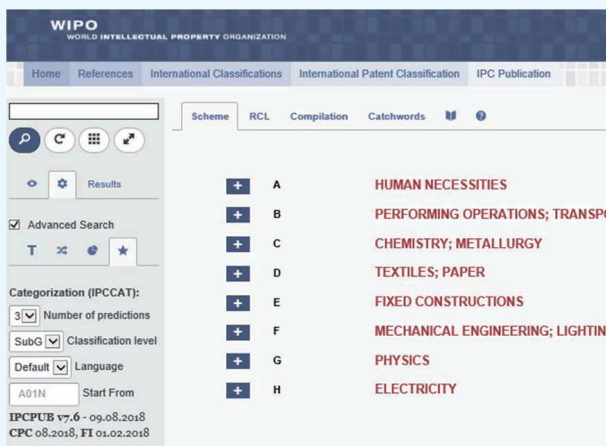 WIPO
WORLD INTELLECTUAL PROPERTY ORGANIZATION
Home References International Classifications International Patent Classification IPC Publication
Scheme RCL Compilation Catchwords
Results
Advanced Search
T
Categorization (IPCCAT):
3 Number of predictions
SubG Classification level
Default Language
A01N Start From
IPCPUB v7.6 - 09.08.2018
CPC 08.2018, FI 01.02.2018
+ A HUMAN NECESSITIES
+ B PERFORMING OPERATIONS; TRANSPO
+ C CHEMISTRY; METALLURGY
+ D TEXTILES; PAPER
+ E FIXED CONSTRUCTIONS
+ F MECHANICAL ENGINEERING; LIGHTIN
+ G PHYSICS
+ H ELECTRICITY